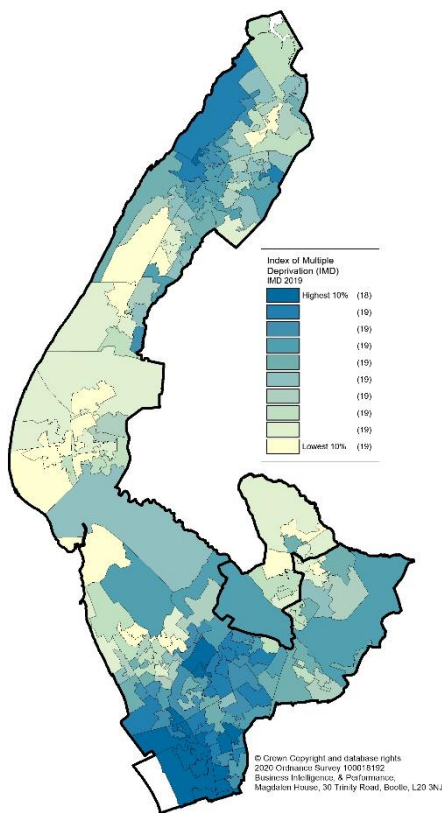 Index of Multiple
Deprivation (IMD)
IMD 2019
Highest 10% (18)
(19)
(19)
(19)
(19)
(19)
(19)
(19)
(19)
Lowest 10% (19)
© Crown Copyright and database rights
2020 Ordnance Survey 100018192
Business Intelligence, & Performance,
Magdalen House, 30 Trinity Road, Bootle, L20 3NJ